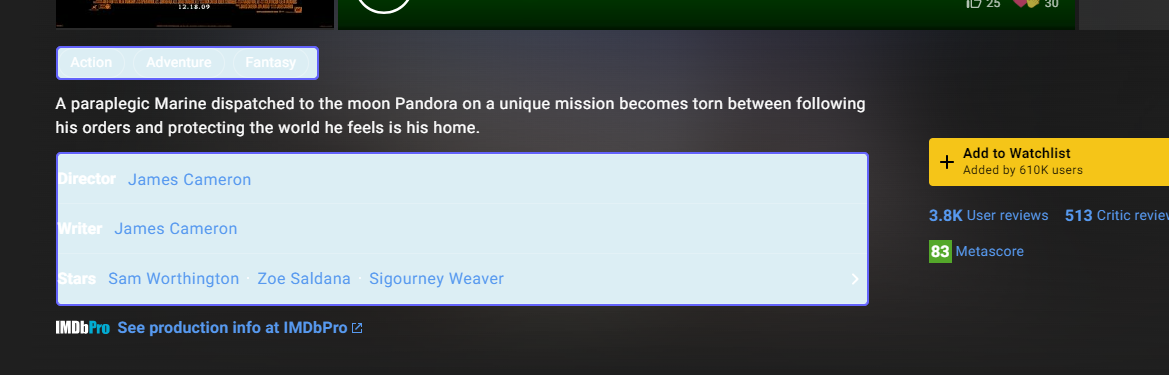 12.18.09
25 30
Action Adventure Fantasy
A paraplegic Marine dispatched to the moon Pandora on a unique mission becomes torn between following
his orders and protecting the world he feels is his home.
Add to Watchlist
Added by 610K users
Director James Cameron
3.8K User reviews 513 Critic review
Writer James Cameron
83 Metascore
Stars Sam Worthington · Zoe Saldana · Sigourney Weaver
IMDbPro See production info at IMDbPro